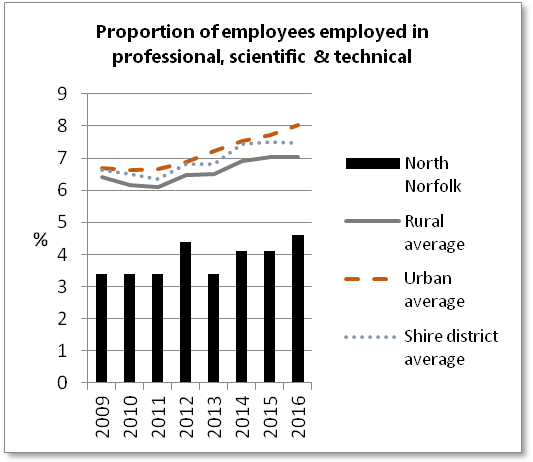 Proportion of employees employed in
professional, scientific & technical
9
8
7
6
5
4
3
2
1
0
%
2009
2010
2011
2012
2013
2014
2015
2016
North
Norfolk
Rural
average
Urban
average
Shire district
average